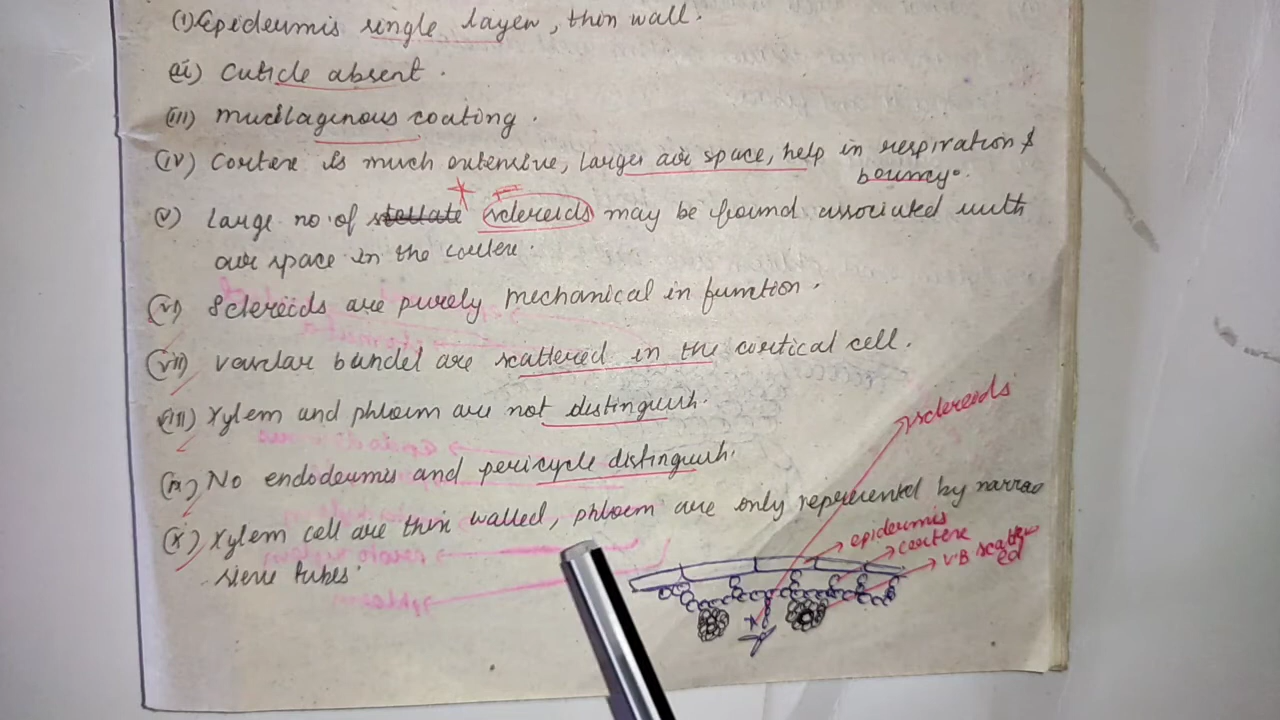 (i) Epidermis single layer, thin wall.
(ii) Cuticle absent.
(iii) mucilaginous coating.
(iv) Cortex is much extensive, larger air space, help in respiration &
bouncy.
(v) Large no. of stellate sclereids may be found associated with
air space in the cortex.
(vi) Sclereids are purely mechanical in function.
(vii) vasclar bundel are scattered in the cortical cell.
(viii) Xylem and phloem are not distinguish.
(ix) No endodermis and pericycle distinguish.
(x) Xylem cell are thin walled, phloem are only represented by narrao
sieve tubes.
sclereids
epidermis
cortex
V.B scatter
ed